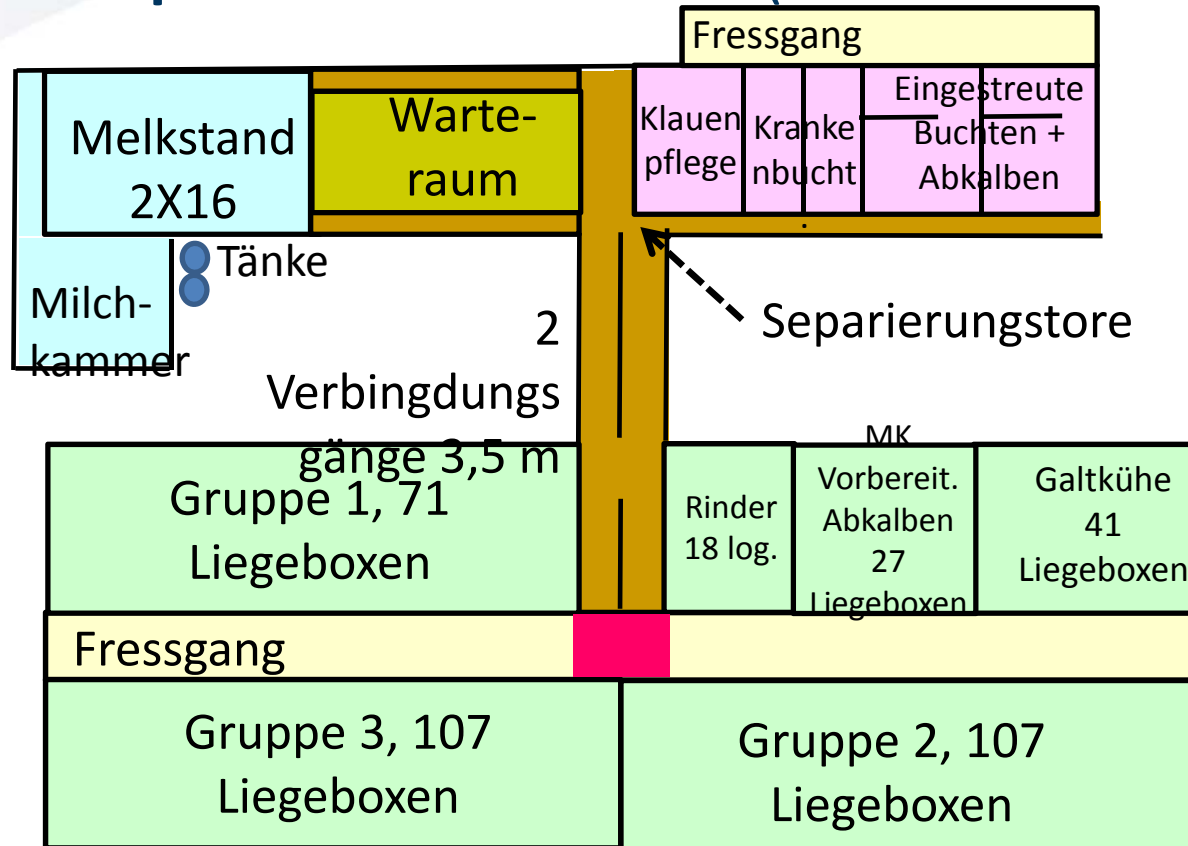 Fressgang
Melkstand
2X16
Warte-
raum
Klauen
pflege
Kranke
nbucht
Eingestreute
Buchten +
Abkalben
.
Tänke
Milch-
kammer
2
Verbingdungs
gänge 3,5 m
Separierungstore
Gruppe 1, 71
Liegeboxen
Rinder
18 log.
MK
Vorbereit.
Abkalben
27
Liegeboxen
Galtkühe
41
Liegeboxen
Fressgang
Gruppe 3, 107
Liegeboxen
Gruppe 2, 107
Liegeboxen